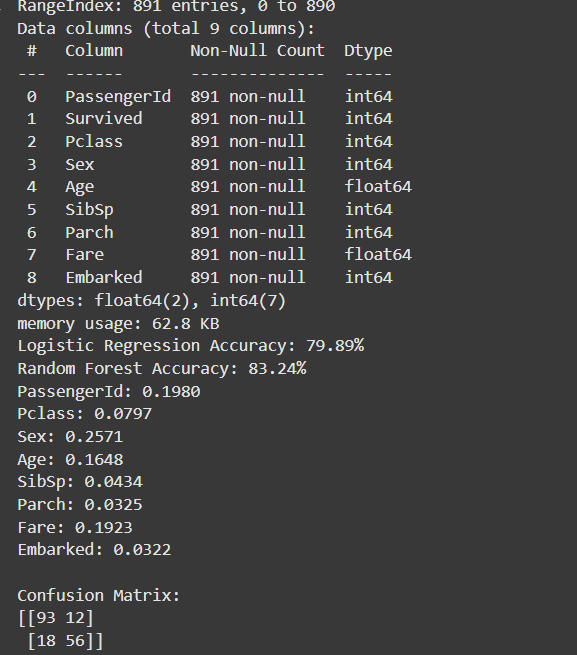 RangeIndex: 891 entries, 0 to 890
Data columns (total 9 columns):
 #   Column       Non-Null Count  Dtype
---  ------       --------------  -----
 0   PassengerId  891 non-null    int64
 1   Survived     891 non-null    int64
 2   Pclass       891 non-null    int64
 3   Sex          891 non-null    int64
 4   Age          891 non-null    float64
 5   SibSp        891 non-null    int64
 6   Parch        891 non-null    int64
 7   Fare         891 non-null    float64
 8   Embarked     891 non-null    int64
dtypes: float64(2), int64(7)
memory usage: 62.8 KB
Logistic Regression Accuracy: 79.89%
Random Forest Accuracy: 83.24%
PassengerId: 0.1980
Pclass: 0.0797
Sex: 0.2571
Age: 0.1648
SibSp: 0.0434
Parch: 0.0325
Fare: 0.1923
Embarked: 0.0322

Confusion Matrix:
[[93 12]
 [18 56]]